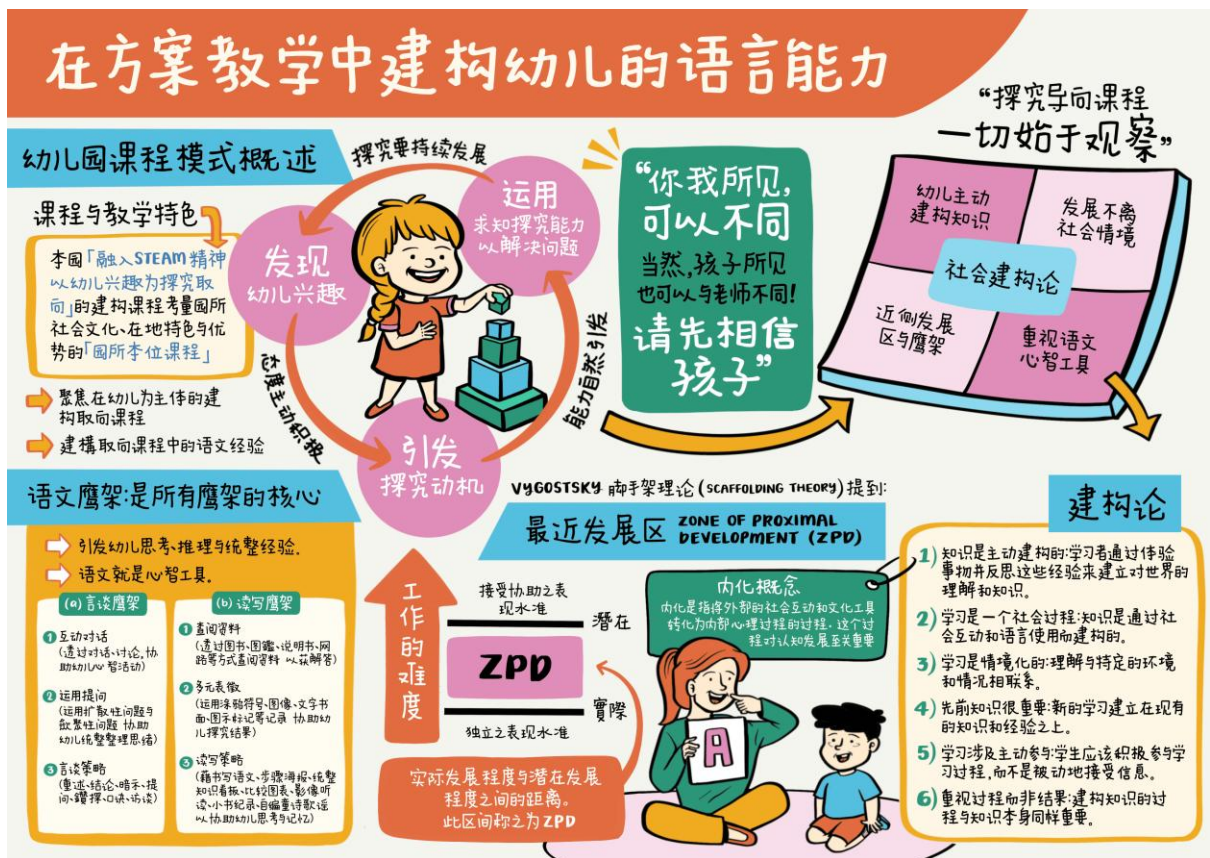 在方案教学中建构幼儿的语言能力
幼儿园课程模式概述
课程与教学特色
李园「融入STEAM精神
以幼儿兴趣为探究取
向」的建构课程考量园所
社会文化、在地特色与优
势的「园所本位课程」
聚焦在幼儿为主体的建
构取向课程
建構取向课程中的语文经验
探究要持续发展
发现
幼儿兴趣
态度主动积极
引发
探究动机
能力自然引发
运用
求知探究能力
以解决问题
“你我所见,
可以不同
当然,孩子所见
也可以与老师不同!
请先相信
孩子”
“探究导向课程
一切始于观察”
幼儿主动
建构知识
发展不离
社会情境
社会建构论
近侧发展
区与鹰架
重视语文
心智工具
语文鹰架:是所有鹰架的核心
引发幼儿思考、推理与统整经验.
语文就是心智工具.
(a) 言谈鹰架
1 互动对话
(透过对话、讨论, 协
助幼儿心智活动)
2 运用提问
(运用扩散性问题与
歛聚性问题 协助
幼儿统整整理思绪)
3 言谈策略
(重述、结论、暗示、提
问、鑽探、口诀、访谈)
(b) 读写鹰架
1 查阅资料
(透过图书、图鑑、说明书、网
路等方式查阅资料 以获解答)
2 多元表徵
(运用涂鸦符号、图像、文字书
面、图示标记等记录 协助幼
儿探究结果)
3 读写策略
(藉书写语文、步骤海报、统整
知识看板、比较图表、影像听
读、小书纪录、自编童诗歌谣
以协助幼儿思考与记忆)
VYGOSTSKY 脚手架理论 (SCAFFOLDING THEORY) 提到:
最近发展区 ZONE OF PROXIMAL
DEVELOPMENT (ZPD)
工作的难度
接受协助之表
现水准
潛在
ZPD
實際
独立之表现水准
实际发展程度与潜在发展
程度之间的距离。
此区间称之为 ZPD
内化概念
内化是指将外部的社会互动和文化工具
转化为内部心理过程的过程. 这个过
程对认知发展至关重要
A
建构论
1) 知识是主动建构的:学习者通过体验
事物并反思这些经验来建立对世界的
理解和知识。
2) 学习是一个社会过程:知识是通过社
会互动和语言使用而建构的。
3) 学习是情境化的:理解与特定的环境
和情况相联系。
4) 先前知识很重要:新的学习建立在现有
的知识和经验之上。
5) 学习涉及主动参与:学生应该积极参与学
习过程,而不是被动地接受信息。
6) 重视过程而非结果:建构知识的过
程与知识本身同样重要。